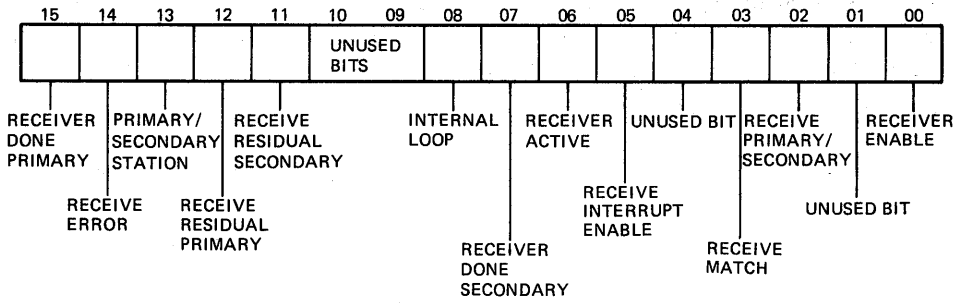 15 14 13 12 11 10 09 08 07 06 05 04 03 02 01 00
UNUSED
BITS
RECEIVER
DONE
PRIMARY
RECEIVE
ERROR
PRIMARY/
SECONDARY
STATION
RECEIVE
RESIDUAL
PRIMARY
RECEIVE
RESIDUAL
SECONDARY
INTERNAL
LOOP
RECEIVER
DONE
SECONDARY
RECEIVER
ACTIVE
RECEIVE
INTERRUPT
ENABLE
UNUSED BIT
RECEIVE
MATCH
RECEIVE
PRIMARY/
SECONDARY
UNUSED BIT
RECEIVER
ENABLE